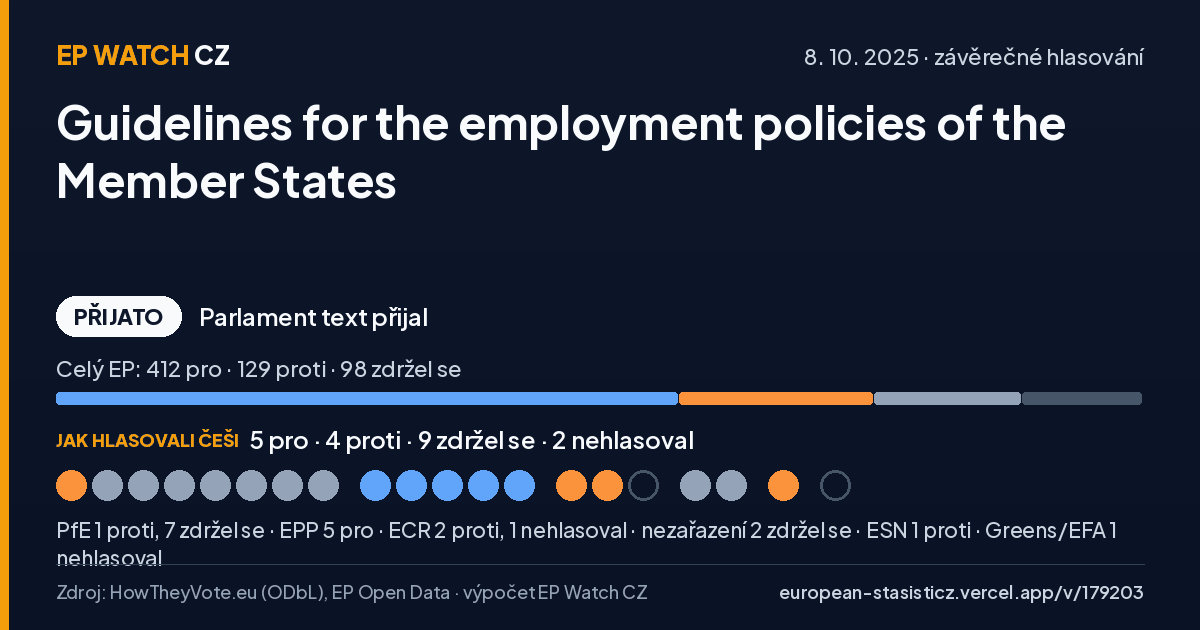 EP WATCH CZ
8. 10. 2025 · závěrečné hlasování
Guidelines for the employment policies of the
Member States
PŘIJATO Parlament text přijal
Celý EP: 412 pro · 129 proti · 98 zdržel se
JAK HLASOVALI ČEŠI 5 pro · 4 proti · 9 zdržel se · 2 nehlasoval
PfE 1 proti, 7 zdržel se · EPP 5 pro · ECR 2 proti, 1 nehlasoval · nezařazení 2 zdržel se · ESN 1 proti · Greens/EFA 1
nehlasoval
Zdroj: HowTheyVote.eu (ODbL), EP Open Data · výpočet EP Watch CZ
european-stasisticz.vercel.app/v/179203